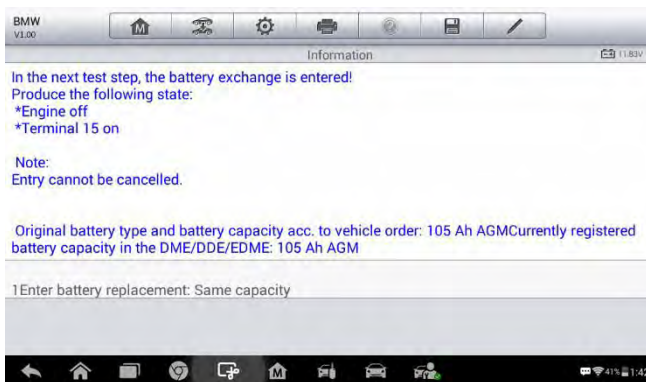 BMW
V1.00
Information
11.83V
In the next test step, the battery exchange is entered!
Produce the following state:
*Engine off
*Terminal 15 on
Note:
Entry cannot be cancelled.
Original battery type and battery capacity acc. to vehicle order: 105 Ah AGMCurrently registered
battery capacity in the DME/DDE/EDME: 105 Ah AGM
1Enter battery replacement: Same capacity
41% 1:42